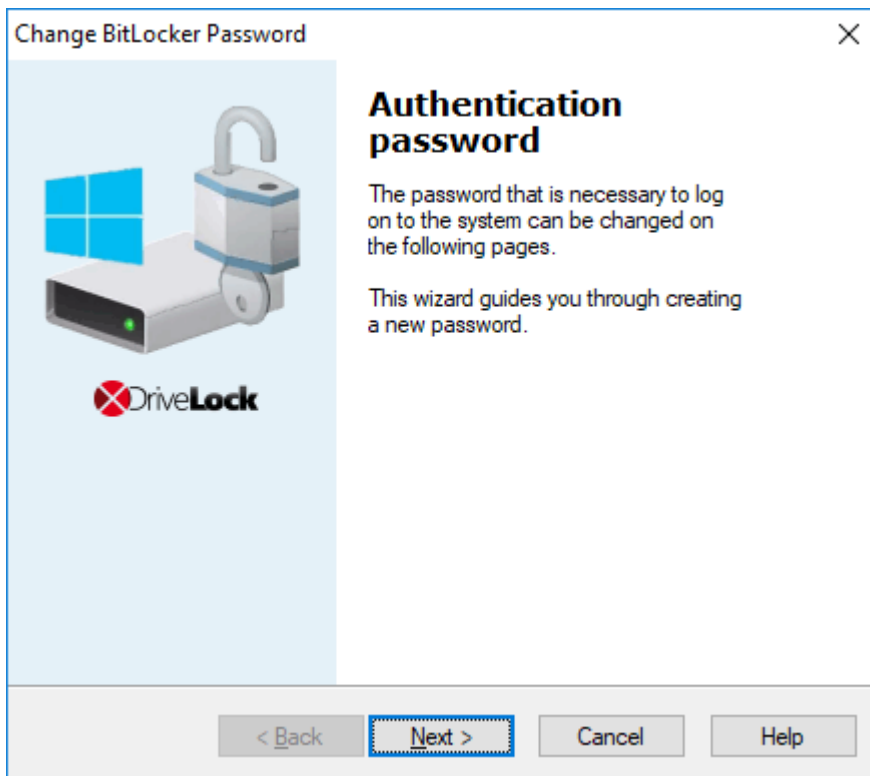 Change BitLocker Password
Authentication
password
The password that is necessary to log
on to the system can be changed on
the following pages.
This wizard guides you through creating
a new password.
DriveLock
< Back
Next >
Cancel
Help